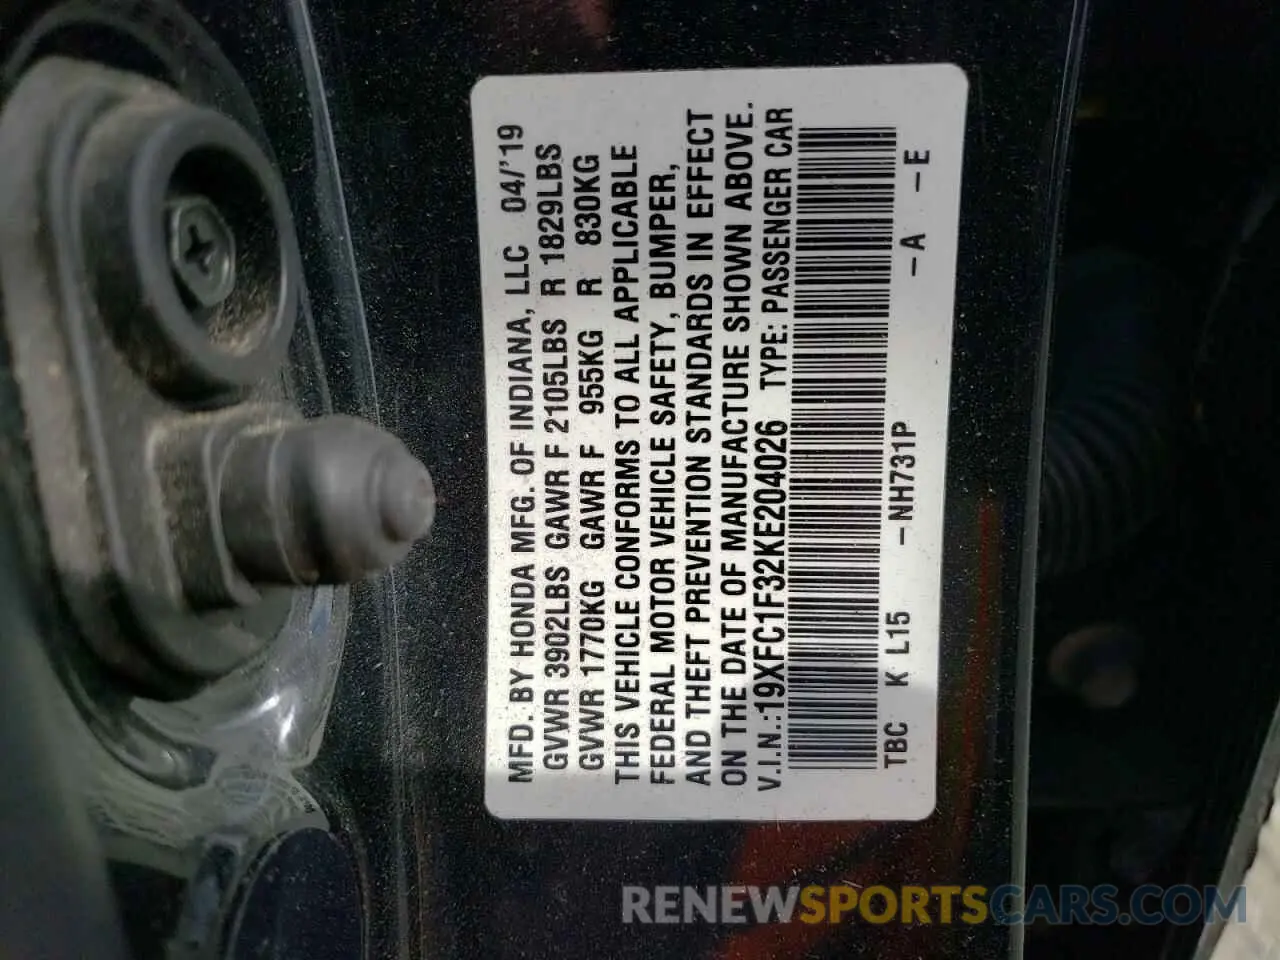 MFD. BY HONDA MFG. OF INDIANA, LLC 04/'19
GVWR 3902LBS GAWR F 2105LBS R 1829LBS
GVWR 1770KG GAWR F 955KG R 830KG
THIS VEHICLE CONFORMS TO ALL APPLICABLE
FEDERAL MOTOR VEHICLE SAFETY, BUMPER,
AND THEFT PREVENTION STANDARDS IN EFFECT
ON THE DATE OF MANUFACTURE SHOWN ABOVE.
V.I.N.:19XFC1F32KE204026 TYPE: PASSENGER CAR
TBC K L15 -NH731P -A -E
RENEWSPORTSCARS.COM